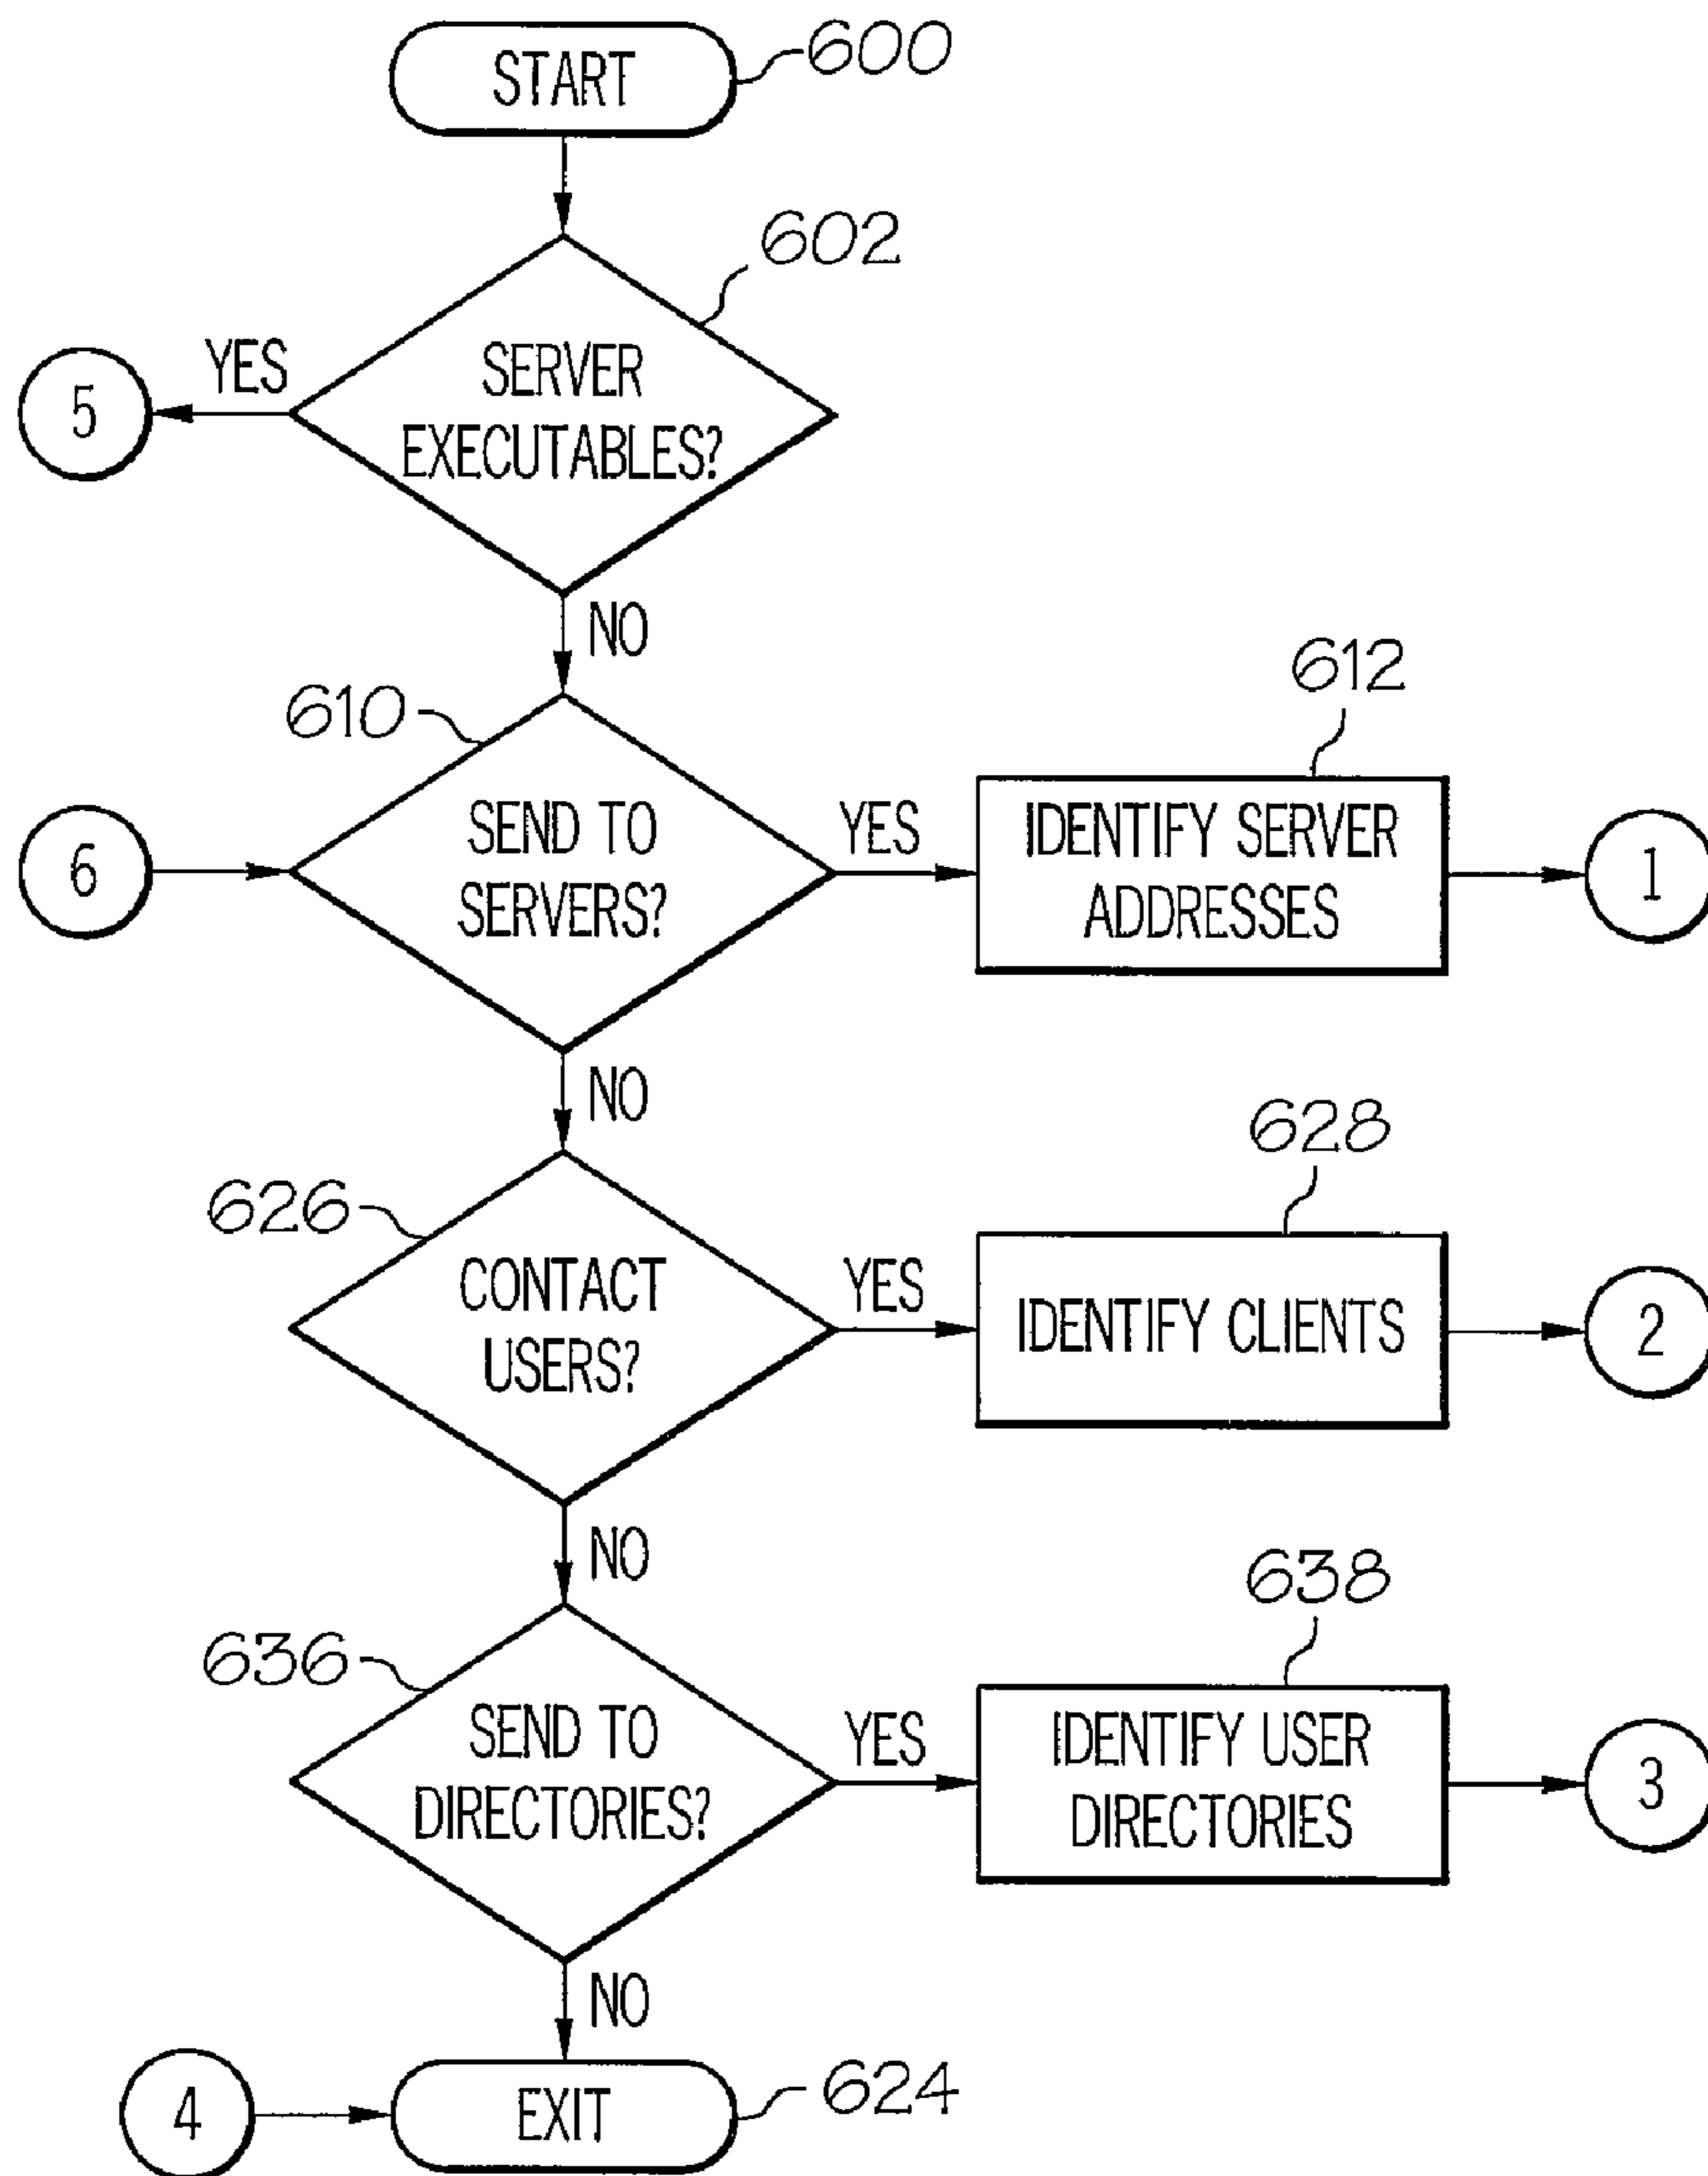 START
600
602
SERVER
EXECUTABLES?
YES
5
NO
610
612
6
SEND TO
SERVERS?
YES
IDENTIFY SERVER
ADDRESSES
1
NO
626
628
CONTACT
USERS?
YES
IDENTIFY CLIENTS
2
NO
636
638
SEND TO
DIRECTORIES?
YES
IDENTIFY USER
DIRECTORIES
3
NO
4
EXIT
624